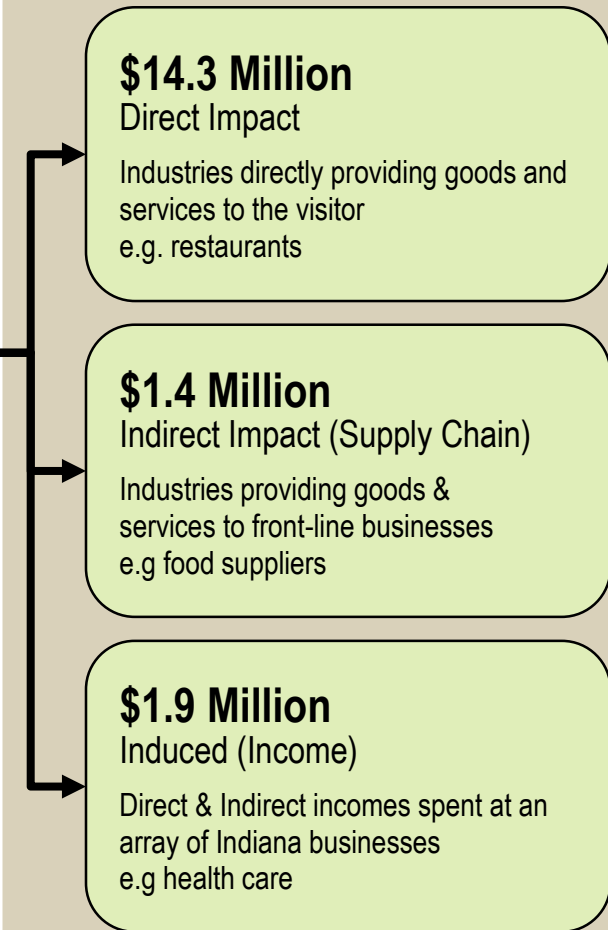 $14.3 Million
Direct Impact
Industries directly providing goods and
services to the visitor
e.g. restaurants
$1.4 Million
Indirect Impact (Supply Chain)
Industries providing goods &
services to front-line businesses
e.g food suppliers
$1.9 Million
Induced (Income)
Direct & Indirect incomes spent at an
array of Indiana businesses
e.g health care